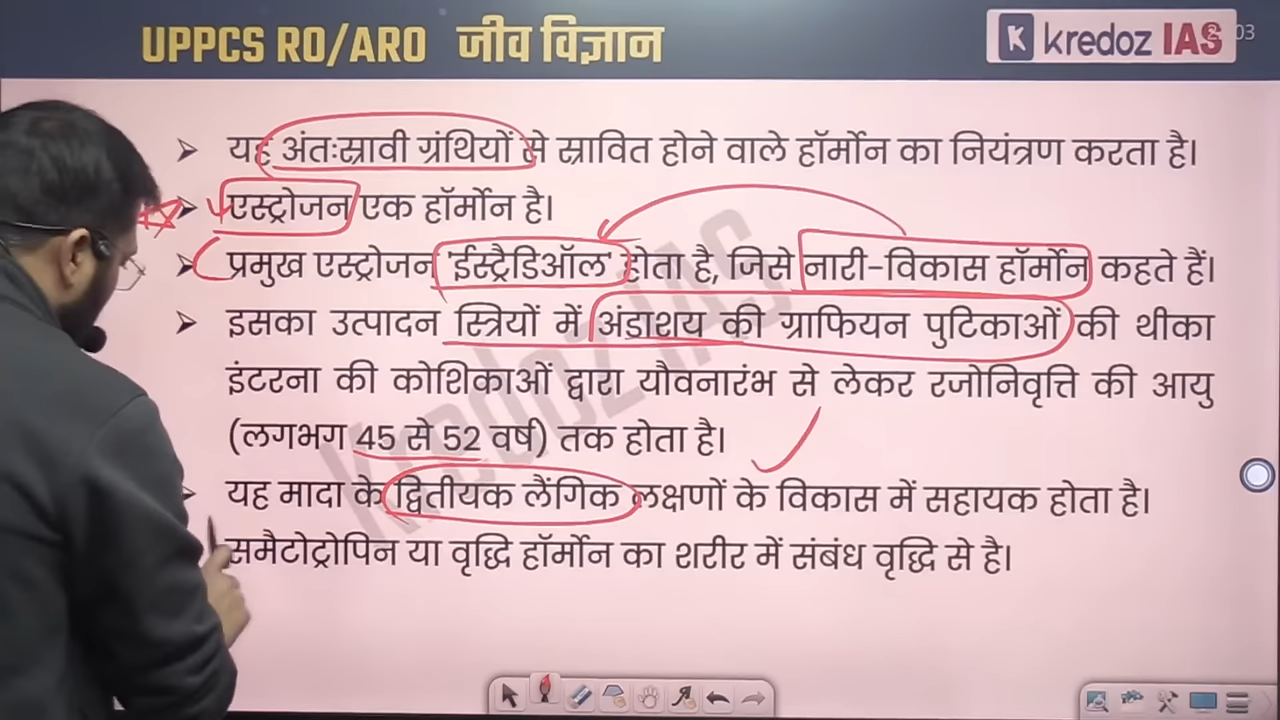 UPPCS RO/ARO जीव विज्ञान
K kredoz IAS
यह अंतःस्रावी ग्रंथियों से स्रावित होने वाले हॉर्मोन का नियंत्रण करता है।
एस्ट्रोजन एक हॉर्मोन है।
प्रमुख एस्ट्रोजन 'ईस्ट्रैडिऑल' होता है, जिसे नारी-विकास हॉर्मोन कहते हैं।
इसका उत्पादन स्त्रियों में अंडाशय की ग्राफियन पुटिकाओं की थीका
इंटरना की कोशिकाओं द्वारा यौवनारंभ से लेकर रजोनिवृत्ति की आयु
(लगभग 45 से 52 वर्ष) तक होता है।
यह मादा के द्वितीयक लैंगिक लक्षणों के विकास में सहायक होता है।
समैटोट्रोपिन या वृद्धि हॉर्मोन का शरीर में संबंध वृद्धि से है।
Kredoz IAS